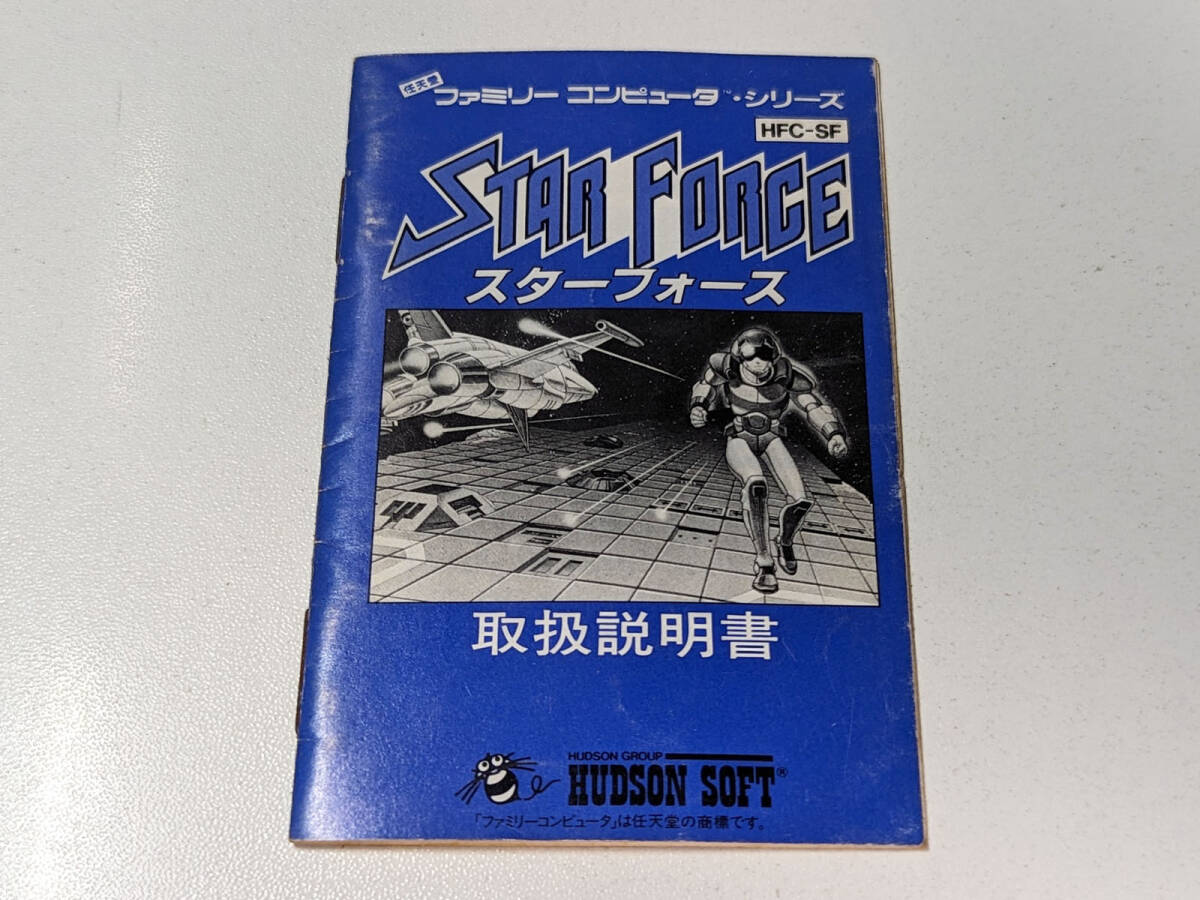 任天堂
ファミリー コンピュータ™・シリーズ
HFC-SF
STAR FORCE
スターフォース
取扱説明書
HUDSON GROUP
HUDSON SOFT®
「ファミリーコンピュータ」は任天堂の商標です。